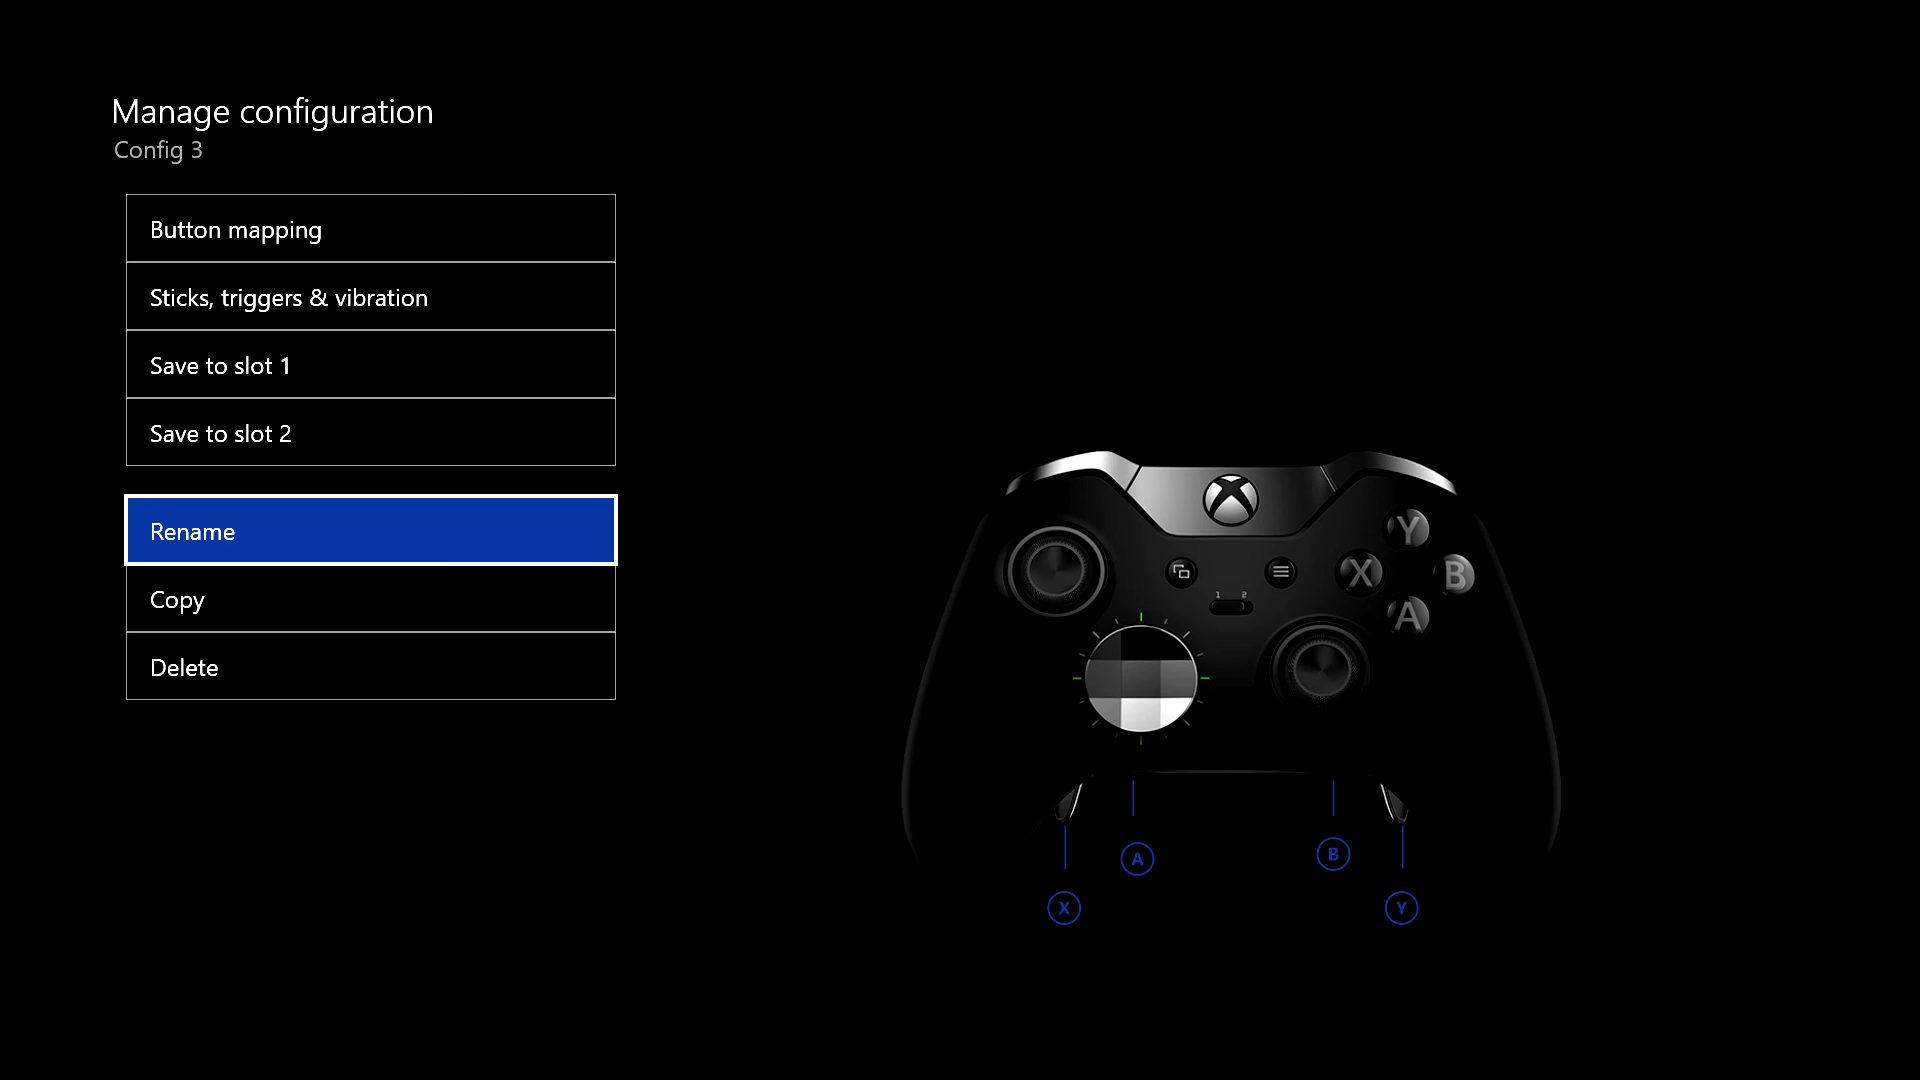 Manage configuration
Config 3
Button mapping
Sticks, triggers & vibration
Save to slot 1
Save to slot 2
Rename
Copy
Delete
Y
X B
1 2
A
A B
X Y